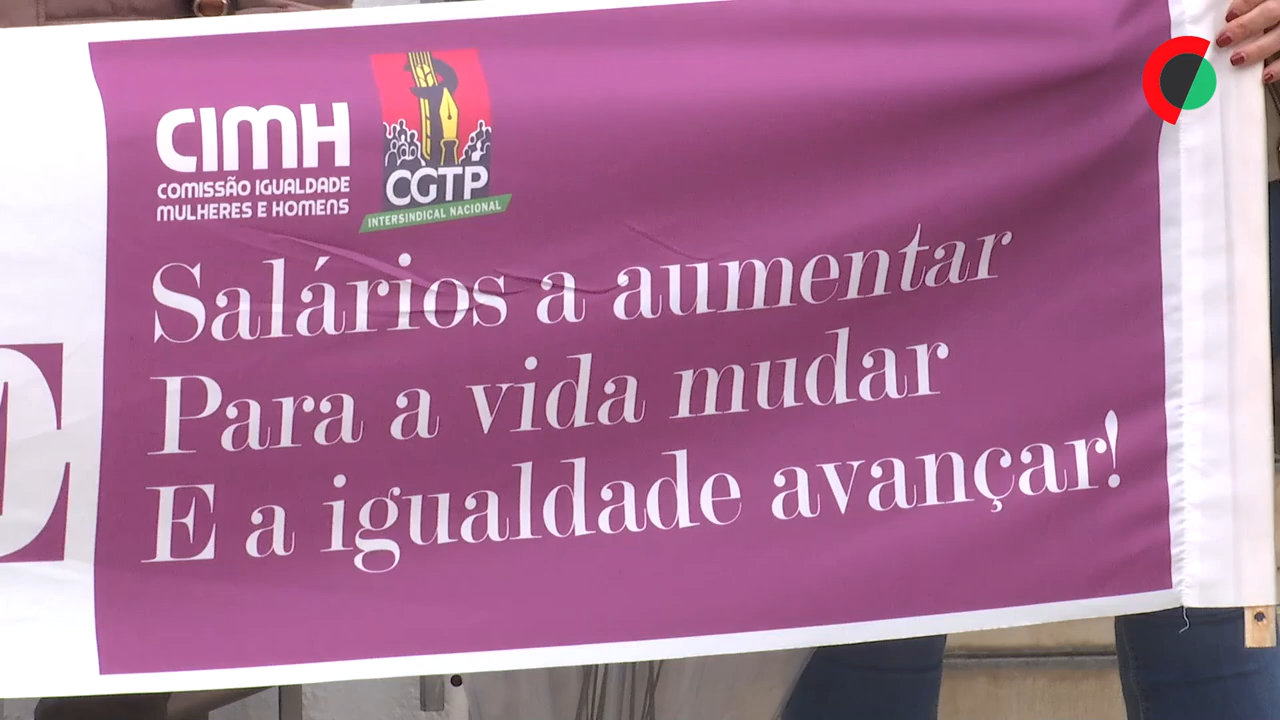 CIMH
COMISSÃO IGUALDADE
MULHERES E HOMENS
CGTP
INTERSINDICAL NACIONAL
Salários a aumentar
Para a vida mudar
E a igualdade avançar!
E